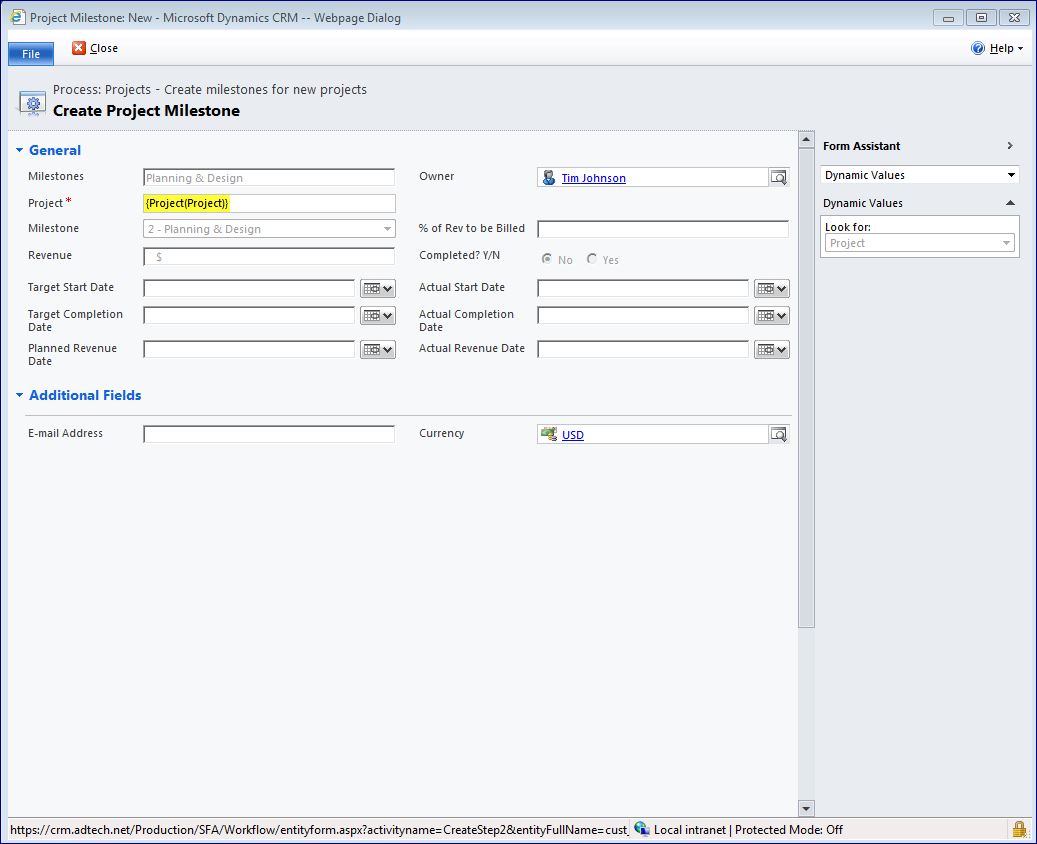 Project Milestone: New - Microsoft Dynamics CRM -- Webpage Dialog
File
Close
Help
Process: Projects - Create milestones for new projects
Create Project Milestone
General
Milestones
Planning & Design
Owner
Tim Johnson
Project *
{Project(Project)}
Milestone
2 - Planning & Design
% of Rev to be Billed
Revenue
$
Completed? Y/N
No
Yes
Target Start Date
Actual Start Date
Target Completion
Date
Actual Completion
Date
Planned Revenue
Date
Actual Revenue Date
Additional Fields
E-mail Address
Currency
USD
Form Assistant
Dynamic Values
Dynamic Values
Look for:
Project
https://crm.adtech.net/Production/SFA/Workflow/entityform.aspx?activityname=CreateStep2&entityFullName=cust_
Local intranet | Protected Mode: Off